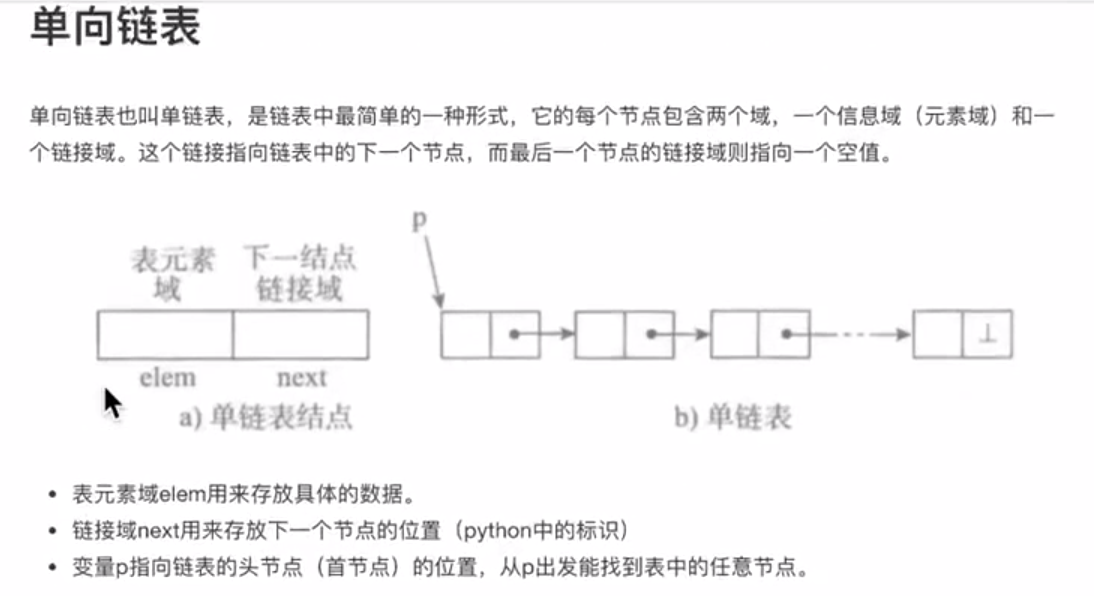 单向链表
单向链表也叫单链表，是链表中最简单的一种形式，它的每个节点包含两个域，一个信息域（元素域）和一
个链接域。这个链接指向链表中的下一个节点，而最后一个节点的链接域则指向一个空值。
p
表元素 下一结点
域 链接域
⊥
elem next
a) 单链表结点 b) 单链表
• 表元素域elem用来存放具体的数据。
• 链接域next用来存放下一个节点的位置（python中的标识）
• 变量p指向链表的头节点（首节点）的位置，从p出发能找到表中的任意节点。